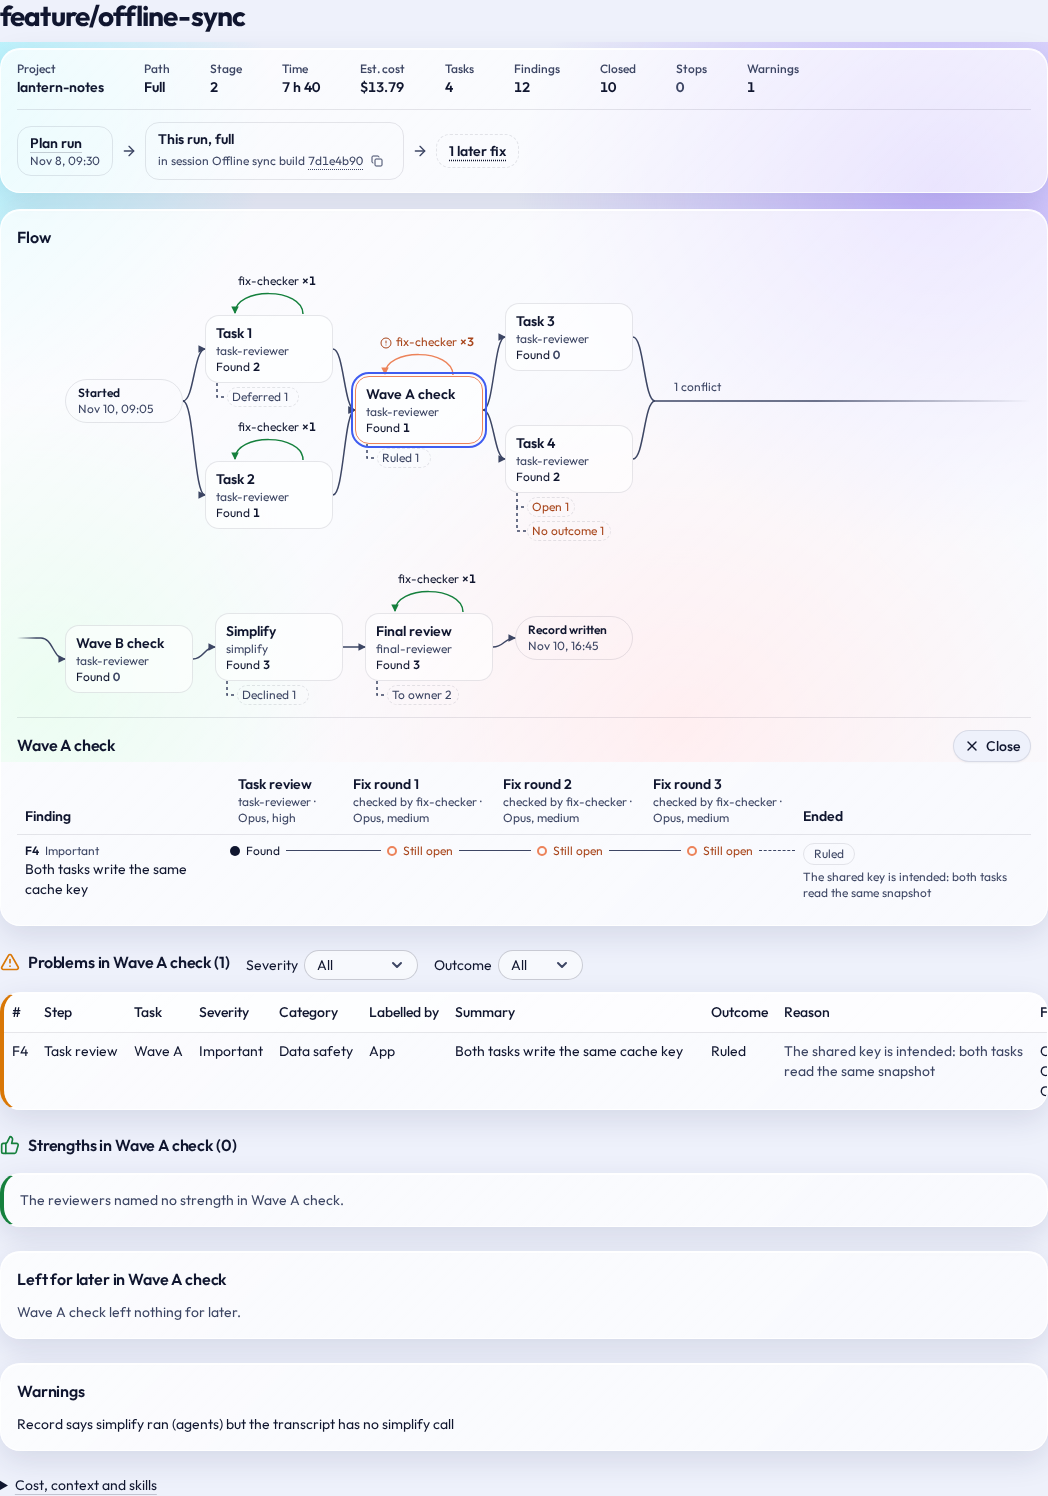 feature/offline-sync
Project Path Stage Time Est. cost Tasks Findings Closed Stops Warnings
lantern-notes Full 2 7 h 40 $13.79 4 12 10 0 1
Plan run
Nov 8, 09:30
This run, full
in session Offline sync build 7d1e4b90
1 later fix
Flow
Started
Nov 10, 09:05
fix-checker ×1
Task 1
task-reviewer
Found 2
Deferred 1
fix-checker ×1
Task 2
task-reviewer
Found 1
fix-checker ×3
Wave A check
task-reviewer
Found 1
Ruled 1
Task 3
task-reviewer
Found 0
Task 4
task-reviewer
Found 2
Open 1
No outcome 1
1 conflict
Wave B check
task-reviewer
Found 0
Simplify
simplify
Found 3
Declined 1
fix-checker ×1
Final review
final-reviewer
Found 3
To owner 2
Record written
Nov 10, 16:45
Wave A check
Close
Finding
Task review
task-reviewer ·
Opus, high
Fix round 1
checked by fix-checker ·
Opus, medium
Fix round 2
checked by fix-checker ·
Opus, medium
Fix round 3
checked by fix-checker ·
Opus, medium
Ended
F4 Important
Both tasks write the same
cache key
Found Still open Still open Still open
Ruled
The shared key is intended: both tasks
read the same snapshot
Problems in Wave A check (1) Severity All Outcome All
# Step Task Severity Category Labelled by Summary Outcome Reason
F4 Task review Wave A Important Data safety App Both tasks write the same cache key Ruled The shared key is intended: both tasks
read the same snapshot
Strengths in Wave A check (0)
The reviewers named no strength in Wave A check.
Left for later in Wave A check
Wave A check left nothing for later.
Warnings
Record says simplify ran (agents) but the transcript has no simplify call
Cost, context and skills